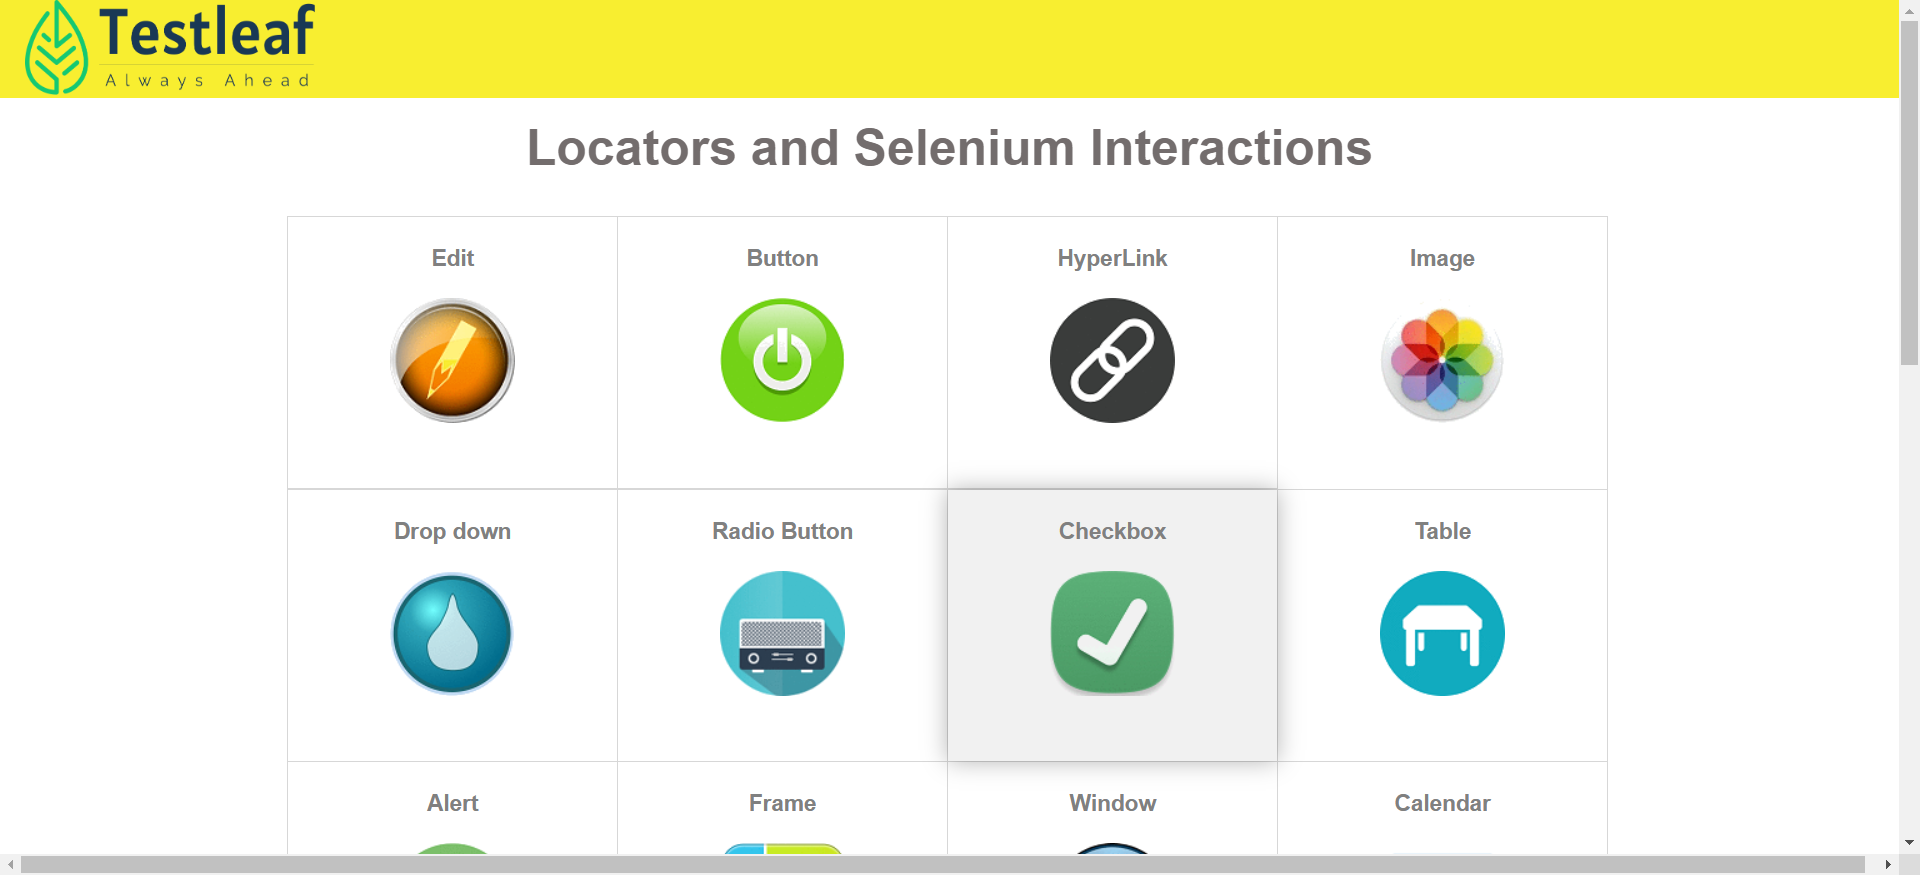 Testleaf
Always Ahead
Locators and Selenium Interactions
Edit
Button
HyperLink
Image
Drop down
Radio Button
Checkbox
Table
Alert
Frame
Window
Calendar